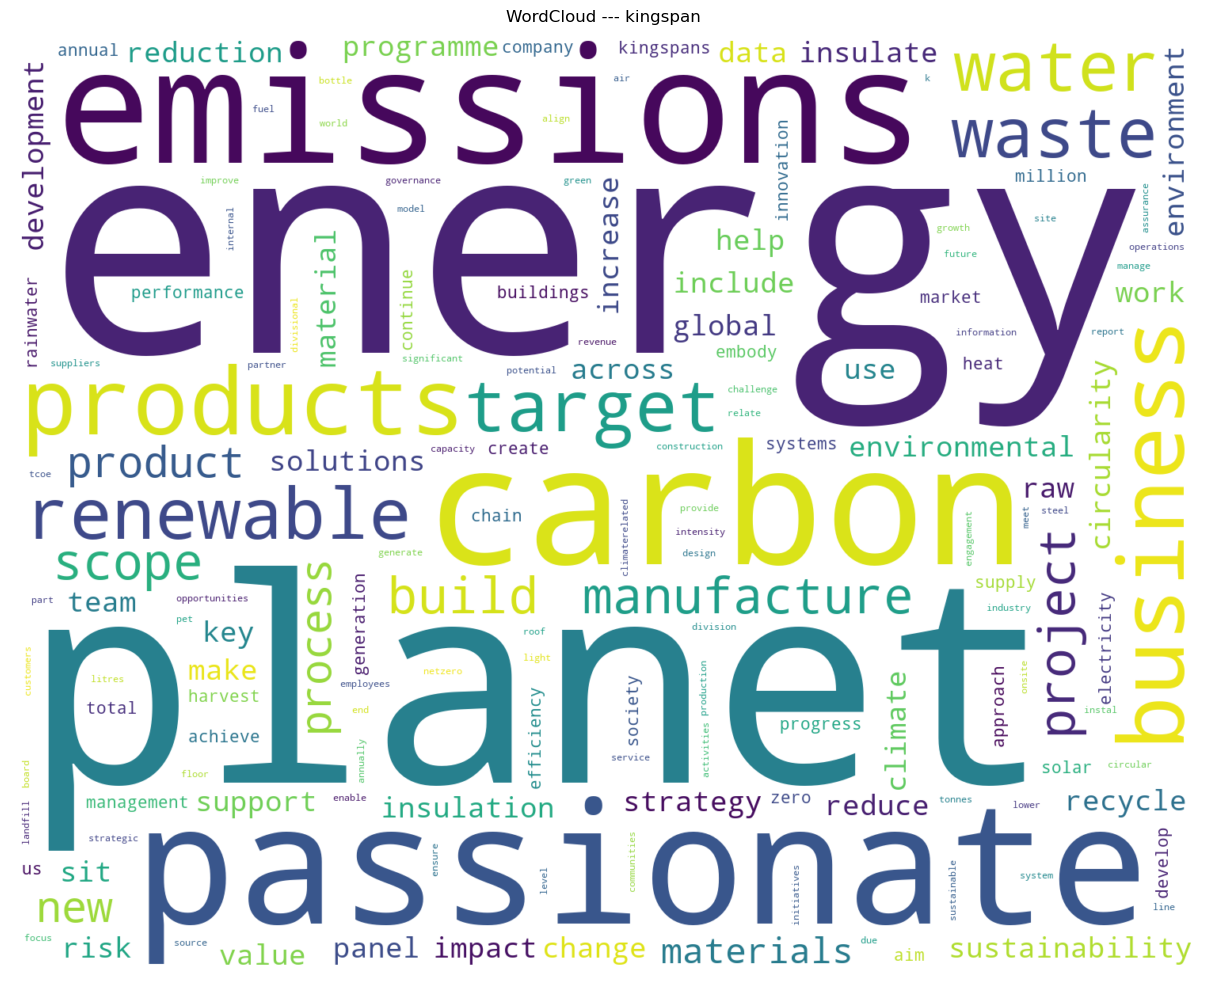 WordCloud --- kingspan
annual
reduction
programme
company
kingspans
data
insulate
water
emissions
bottle
fuel
world
air
k
align
waste
environment
development
improve
governance
green
innovation
million
energy
internal
model
increase
help
site
growth
assurance
operations
future
manage
material
continue
performance
buildings
include
market
work
rainwater
divisional
revenue
global
information
report
suppliers
partner
significant
potential
embody
across
use
heat
products
target
challenge
relate
business
circularity
capacity
create
construction
systems
environmental
tcoe
product
solutions
carbon
raw
renewable
chain
climaterelated
provide
intensity
design
engagement
meet
steel
scope
generate
process
generation
build
manufacture
supply
project
part
team
opportunities
pet
industry
electricity
key
roof
division
planet
customers
litres
make
netzero
light
harvest
employees
total
end
efficiency
society
activities
production
progress
climate
approach
onsite
instal
achieve
floor
annually
service
solar
circular
board
management
support
enable
insulation
strategy
zero
reduce
tonnes
lower
recycle
landfill
strategic
passionate
us
sit
ensure
level
communities
initiatives
sustainable
system
develop
new
line
focus
risk
source
value
panel
impact
change
materials
due
aim
sustainability